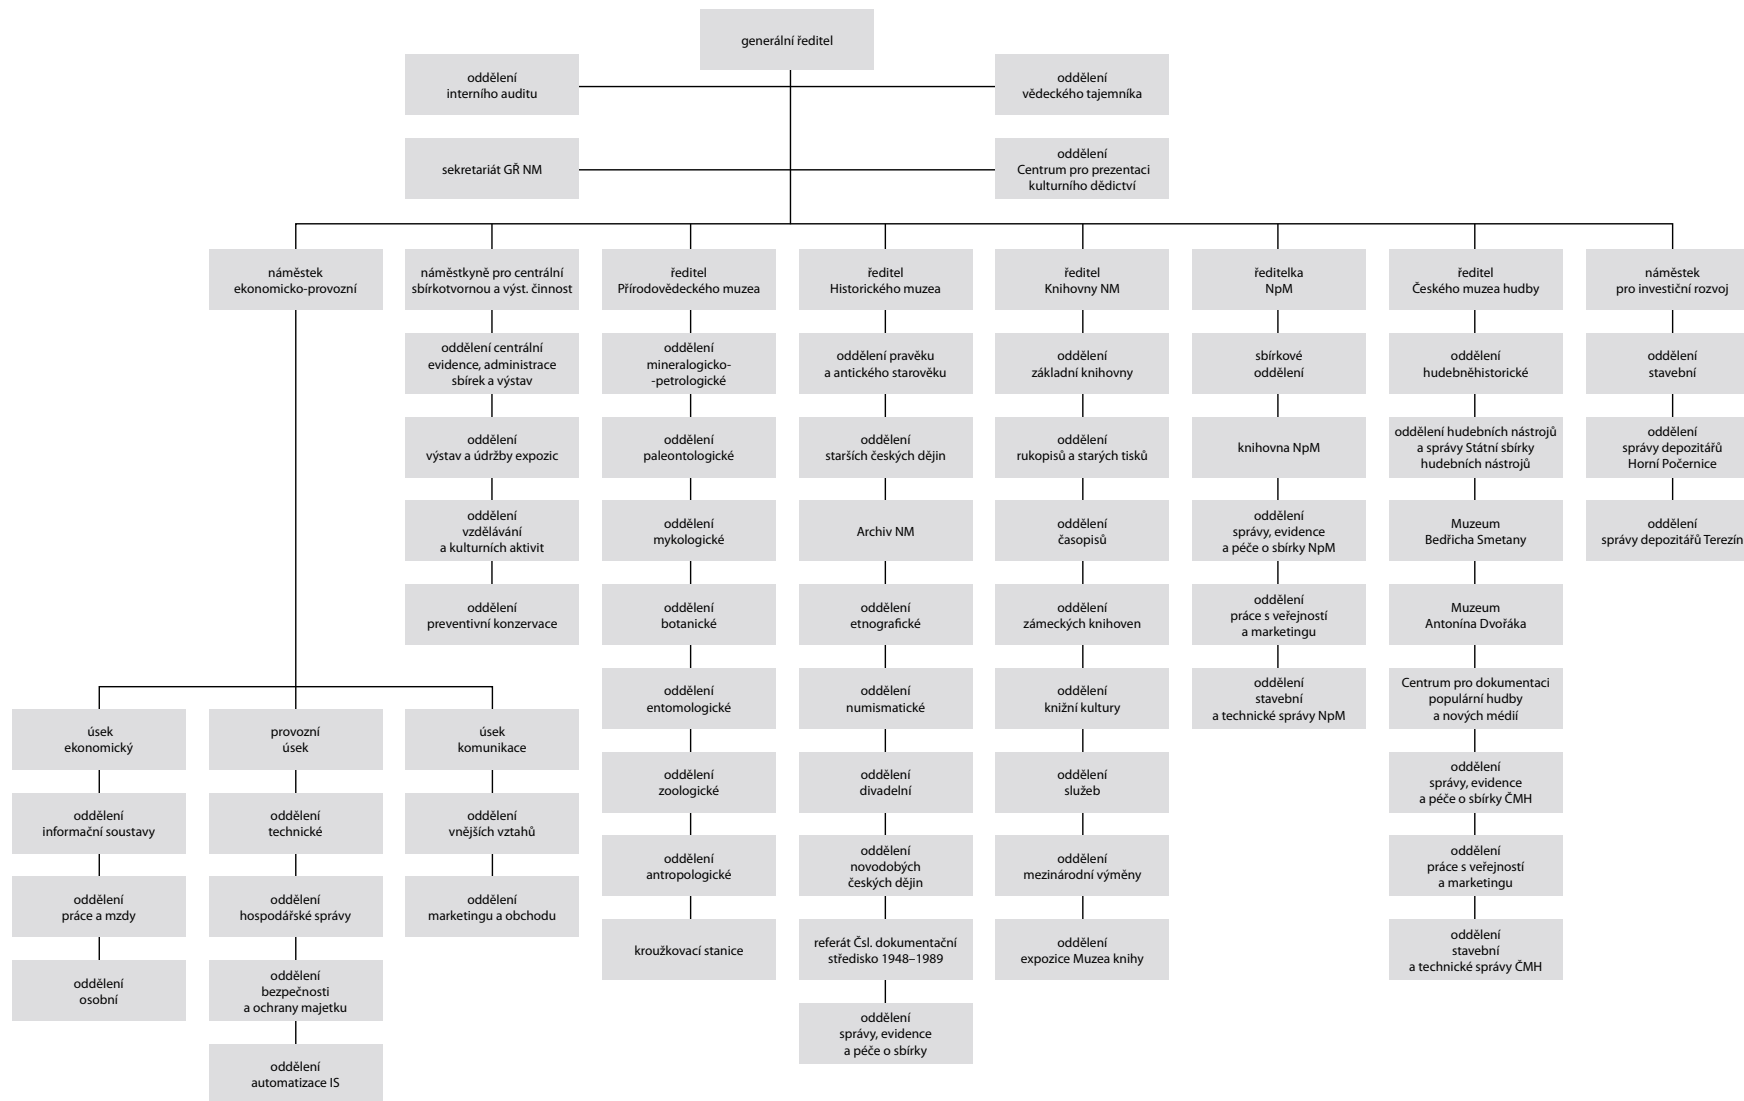 generální ředitel
oddělení
interního auditu
oddělení
vědeckého tajemníka
sekretariát GŘ NM
oddělení
Centrum pro prezentaci
kulturního dědictví
náměstek
ekonomicko-provozní
náměstkyně pro centrální
sbírkotvornou a výst. činnost
ředitel
Přírodovědeckého muzea
ředitel
Historického muzea
ředitel
Knihovny NM
ředitelka
NpM
ředitel
Českého muzea hudby
náměstek
pro investiční rozvoj
oddělení centrální
evidence, administrace
sbírek a výstav
oddělení
výstav a údržby expozic
oddělení
vzdělávání
a kulturních aktivit
oddělení
preventivní konzervace
oddělení
mineralogicko-
-petrologické
oddělení
paleontologické
oddělení
mykologické
oddělení
botanické
oddělení
entomologické
oddělení
zoologické
oddělení
antropologické
kroužkovací stanice
oddělení pravěku
a antického starověku
oddělení
starších českých dějin
Archiv NM
oddělení
etnografické
oddělení
numismatické
oddělení
divadelní
oddělení
novodobých
českých dějin
referát Čsl. dokumentační
středisko 1948–1989
oddělení
správy, evidence
a péče o sbírky
oddělení
základní knihovny
oddělení
rukopisů a starých tisků
oddělení
časopisů
oddělení
zámeckých knihoven
oddělení
knižní kultury
oddělení
služeb
oddělení
mezinárodní výměny
oddělení
expozice Muzea knihy
sbírkové
oddělení
knihovna NpM
oddělení
správy, evidence
a péče o sbírky NpM
oddělení
práce s veřejností
a marketingu
oddělení
stavební
a technické správy NpM
oddělení
hudebněhistorické
oddělení hudebních nástrojů
a správy Státní sbírky
hudebních nástrojů
Muzeum
Bedřicha Smetany
Muzeum
Antonína Dvořáka
Centrum pro dokumentaci
populární hudby
a nových médií
oddělení
správy, evidence
a péče o sbírky ČMH
oddělení
práce s veřejností
a marketingu
oddělení
stavební
a technické správy ČMH
oddělení
stavební
oddělení
správy depozitářů
Horní Počernice
oddělení
správy depozitářů Terezín
úsek
ekonomický
oddělení
informační soustavy
oddělení
práce a mzdy
oddělení
osobní
provozní
úsek
oddělení
technické
oddělení
hospodářské správy
oddělení
bezpečnosti
a ochrany majetku
oddělení
automatizace IS
úsek
komunikace
oddělení
vnějších vztahů
oddělení
marketingu a obchodu